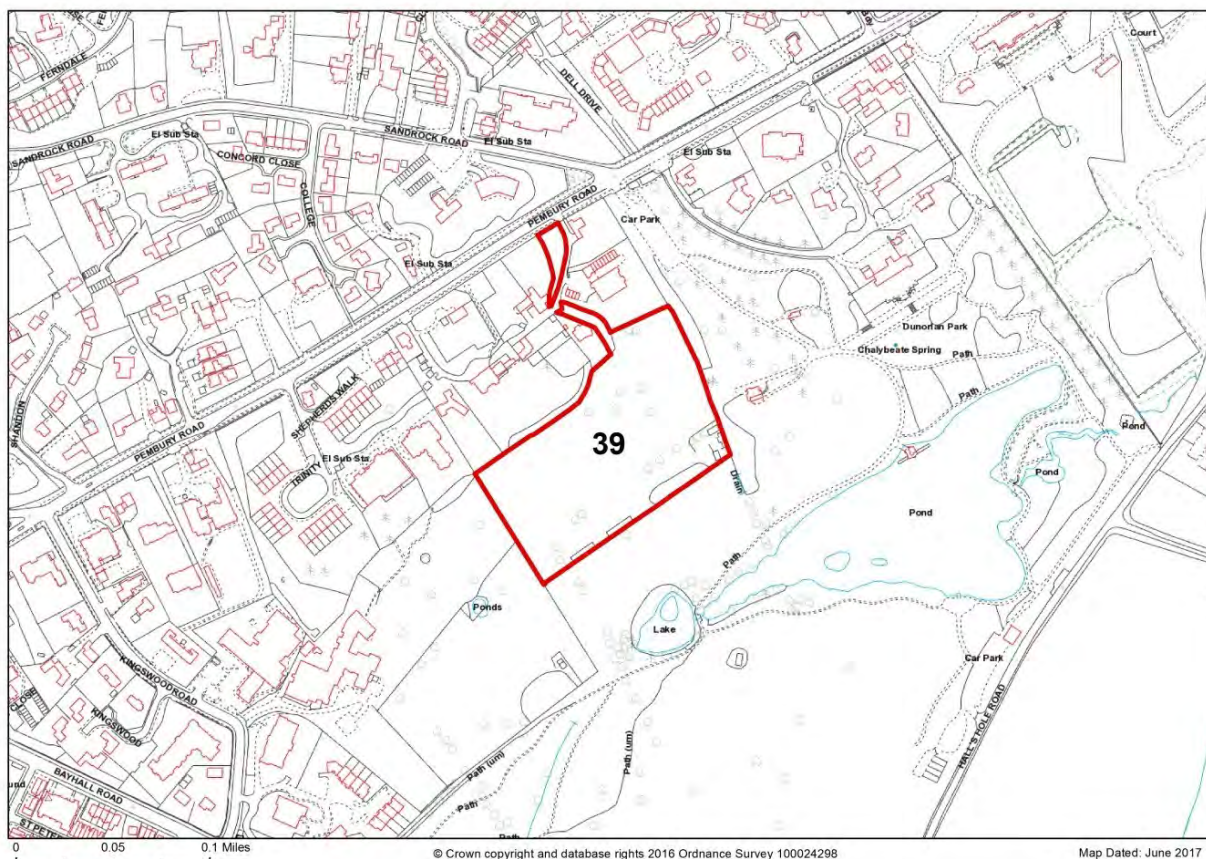 Court
FERNDALE
DELL DRIVE
El Sub Sta
SANDROCK ROAD
El Sub Sta
SANDROCK ROAD
CONCORD CLOSE
El Sub Sta
COLLEGE
PEMBURY ROAD
Car Park
El Sub Sta
Dunorlan Park
Chalybeate Spring
Path
Path
SHANDON
SHEPHERDS WALK
PEMBURY ROAD
El Sub Sta
TRINITY
39
Drain
Pond
Pond
Pond
Path
Ponds
Lake
Car Park
KINGSWOOD ROAD
CLOSE
KINGSWOOD
HALL'S HOLE ROAD
BAYHALL ROAD
Path (um)
Path (um)
Path
Path
ST PETE
0 0.05 0.1 Miles
© Crown copyright and database rights 2016 Ordnance Survey 100024298
Map Dated: June 2017